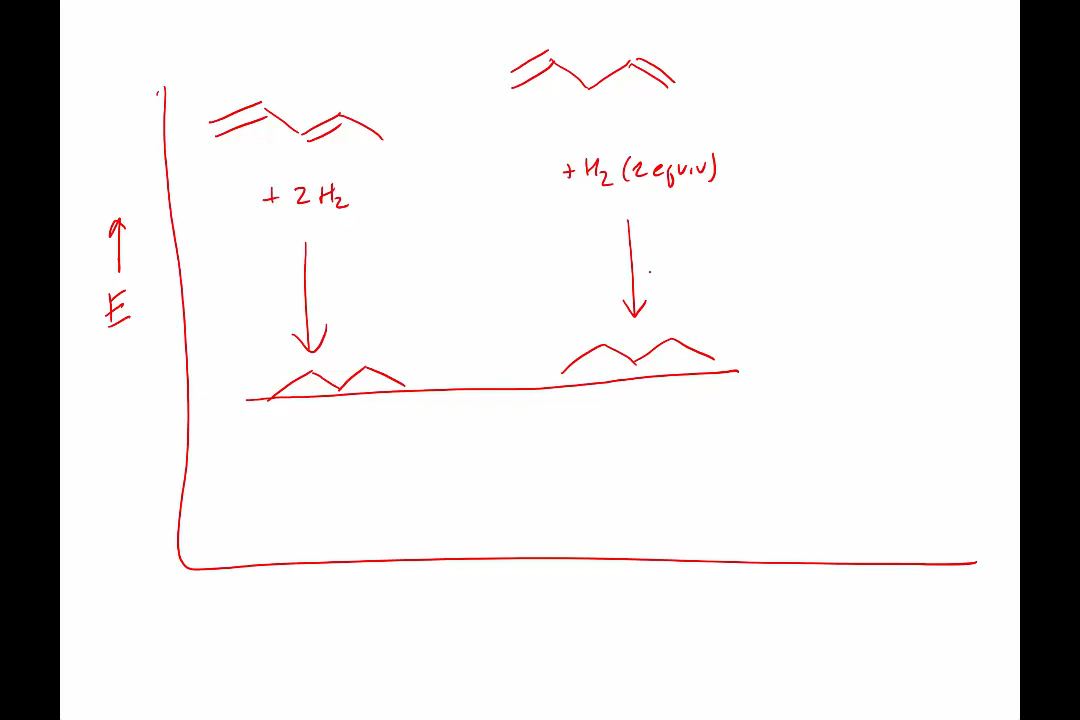 + H₂ (2 equiv)
+ 2 H₂
E